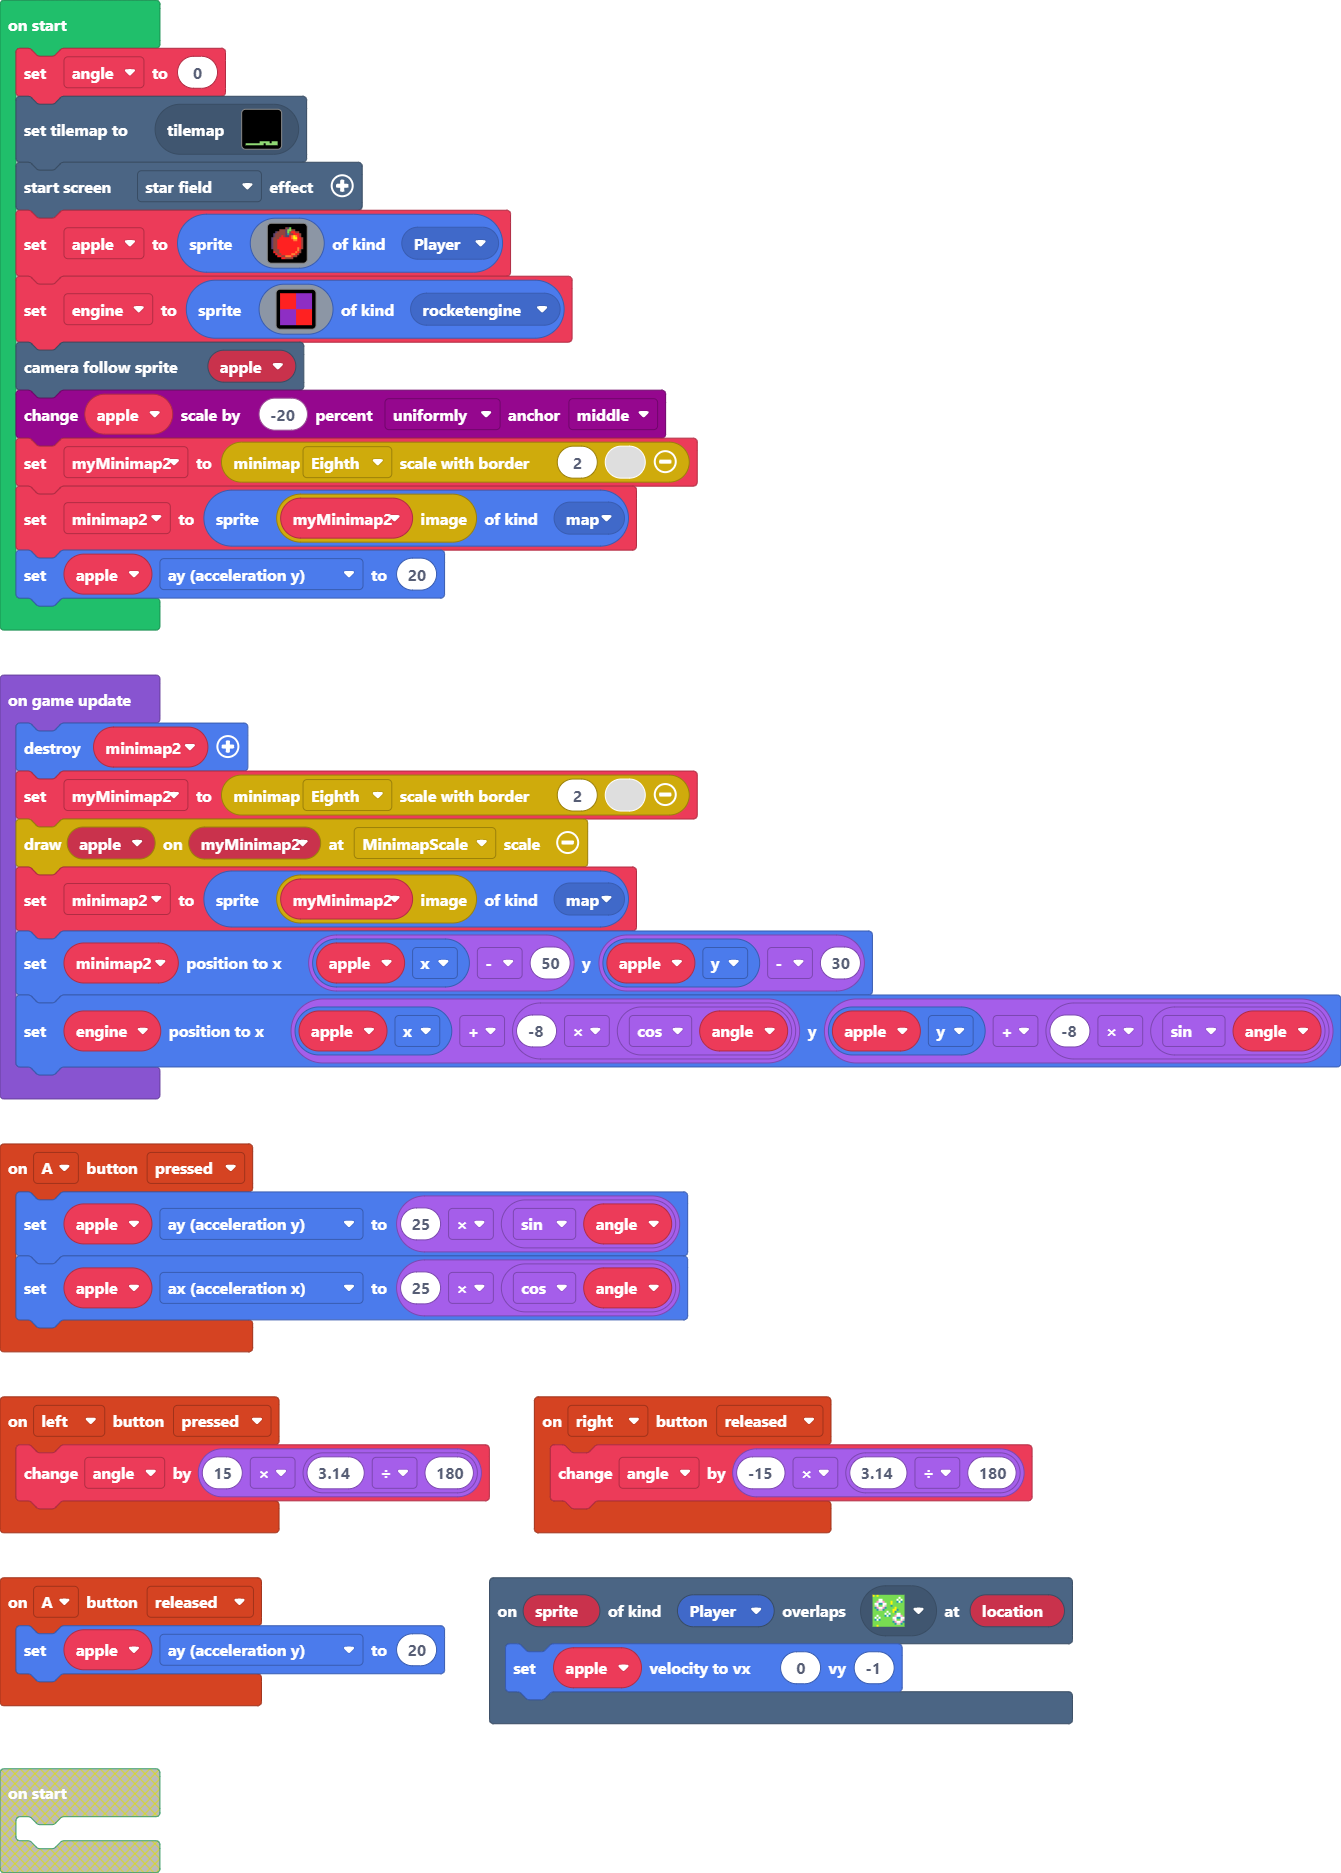 on start
set angle to 0
set tilemap to tilemap
start screen star field effect
set apple to sprite of kind Player
set engine to sprite of kind rocketengine
camera follow sprite apple
change apple scale by -20 percent uniformly anchor middle
set myMinimap2 to minimap Eighth scale with border 2
set minimap2 to sprite myMinimap2 image of kind map
set apple ay (acceleration y) to 20
on game update
destroy minimap2
set myMinimap2 to minimap Eighth scale with border 2
draw apple on myMinimap2 at MinimapScale scale
set minimap2 to sprite myMinimap2 image of kind map
set minimap2 position to x apple x - 50 y apple y - 30
set engine position to x apple x + -8 × cos angle y apple y + -8 × sin angle
on A button pressed
set apple ay (acceleration y) to 25 × sin angle
set apple ax (acceleration x) to 25 × cos angle
on left button pressed
change angle by 15 × 3.14 ÷ 180
on right button released
change angle by -15 × 3.14 ÷ 180
on A button released
set apple ay (acceleration y) to 20
on sprite of kind Player overlaps at location
set apple velocity to vx 0 vy -1
on start